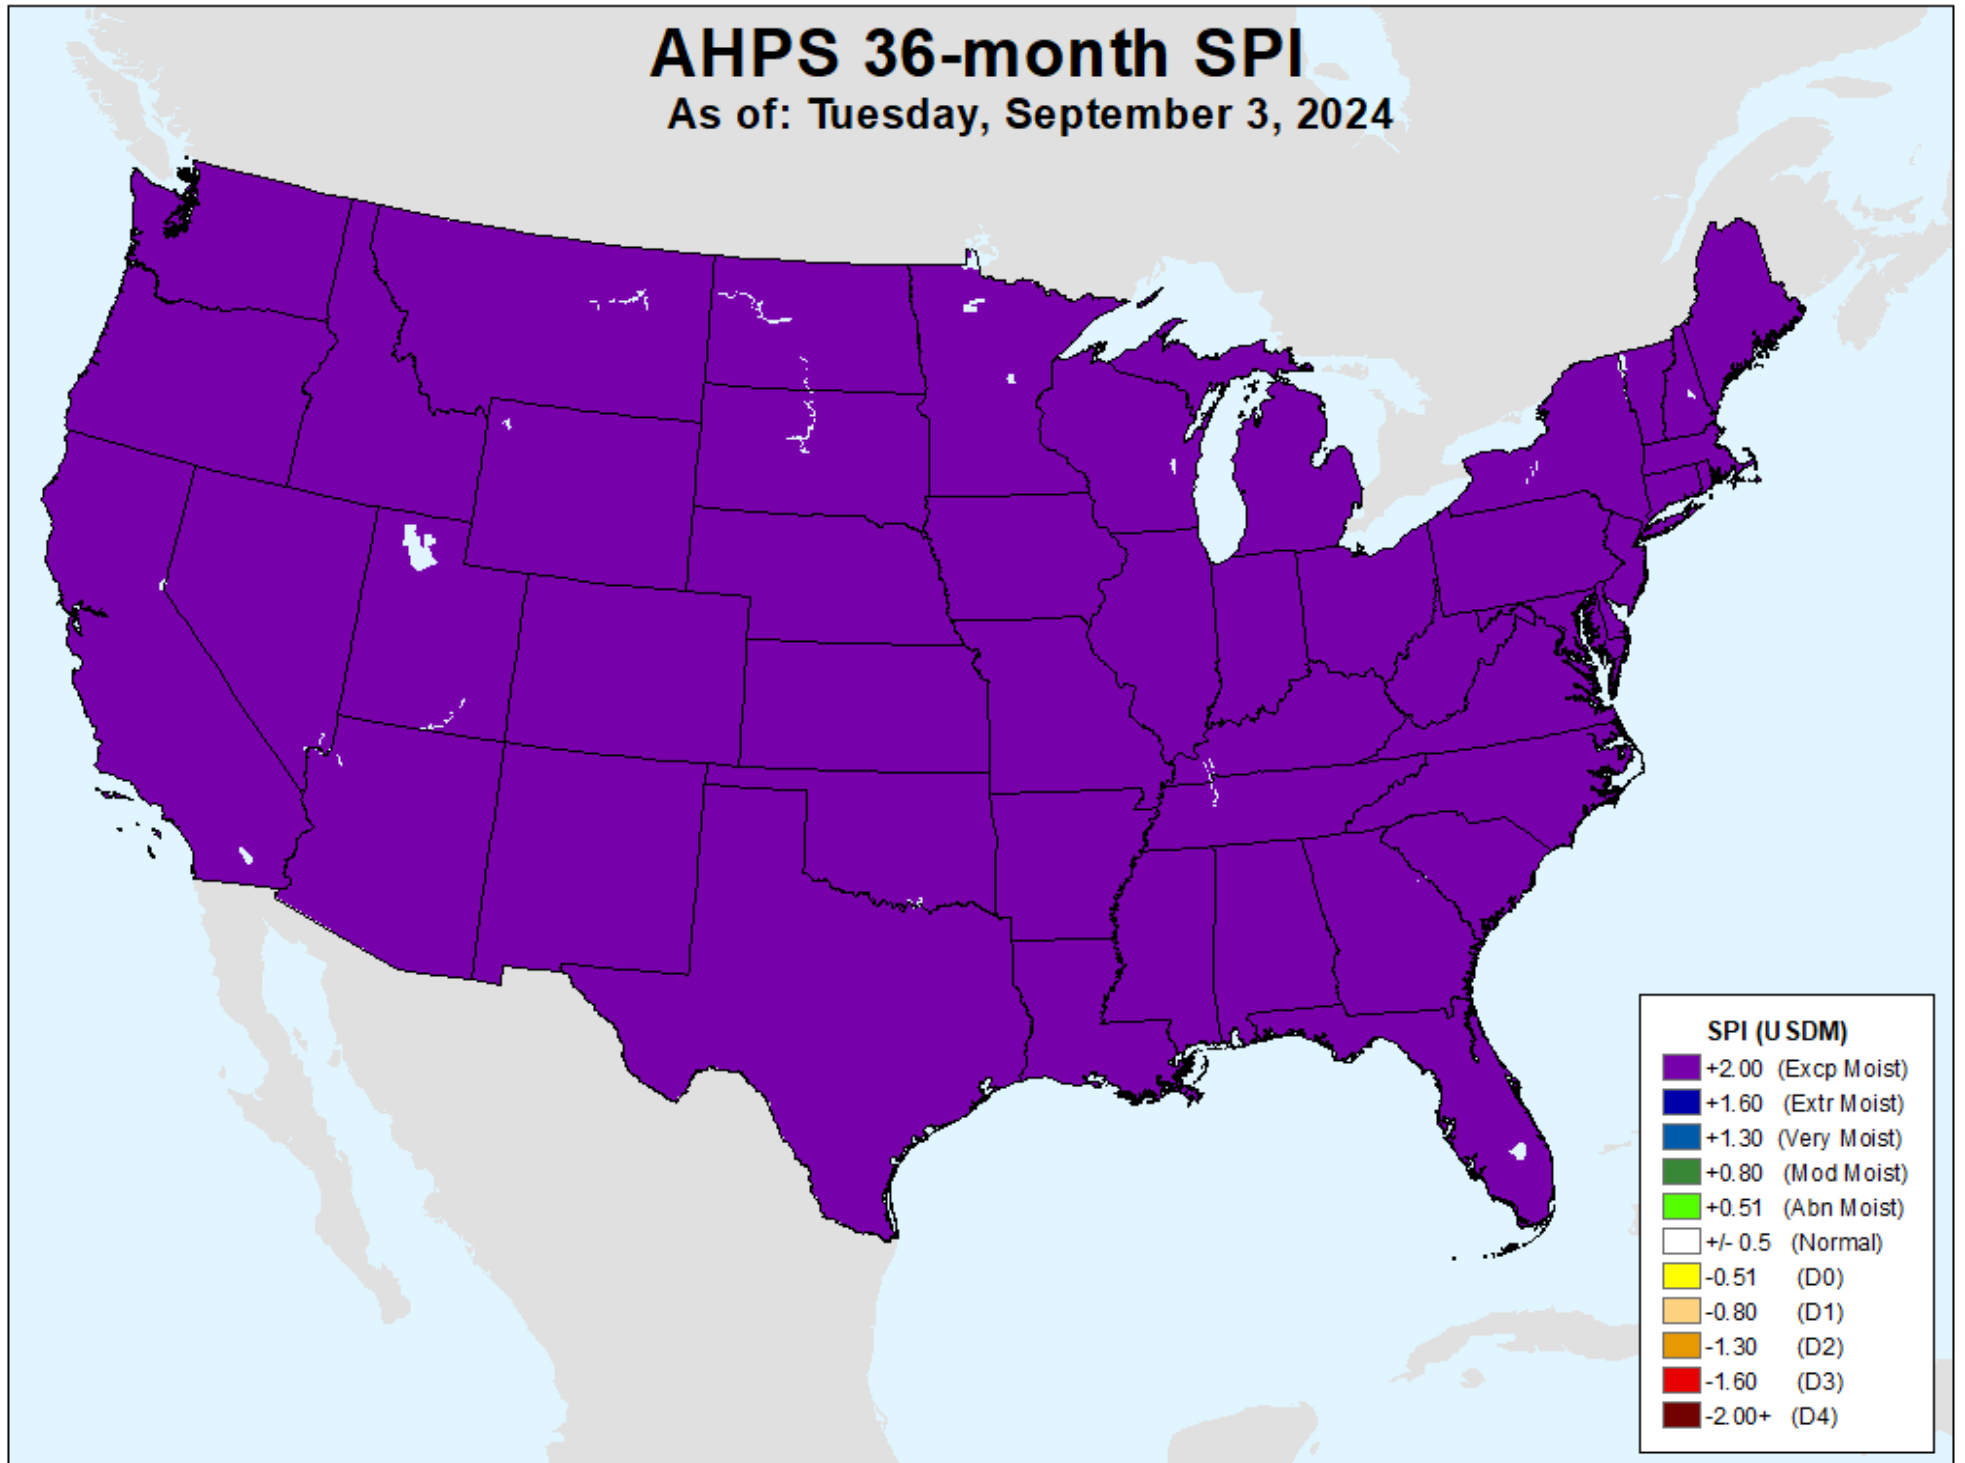 AHPS 36-month SPI
As of: Tuesday, September 3, 2024
SPI (USDM)
+2.00 (Excp Moist)
+1.60 (Extr Moist)
+1.30 (Very Moist)
+0.80 (Mod Moist)
+0.51 (Abn Moist)
+/- 0.5 (Normal)
-0.51 (D0)
-0.80 (D1)
-1.30 (D2)
-1.60 (D3)
-2.00+ (D4)